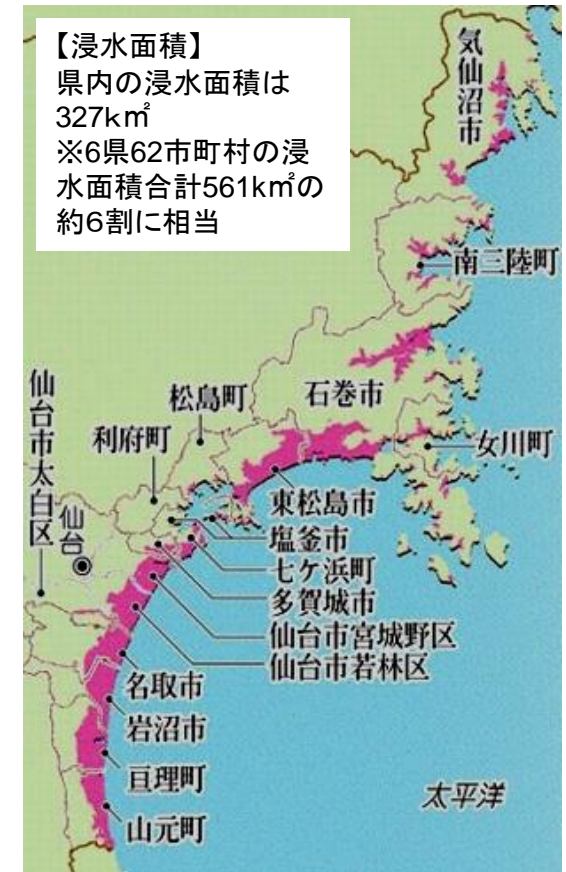 【浸水面積】
県内の浸水面積は
327k㎡
※6県62市町村の浸
水面積合計561k㎡の
約6割に相当
気仙沼市
南三陸町
石巻市
松島町
利府町
女川町
仙台市太白区
仙台
東松島市
塩釜市
七ケ浜町
多賀城市
仙台市宮城野区
仙台市若林区
名取市
岩沼市
亘理町
山元町
太平洋